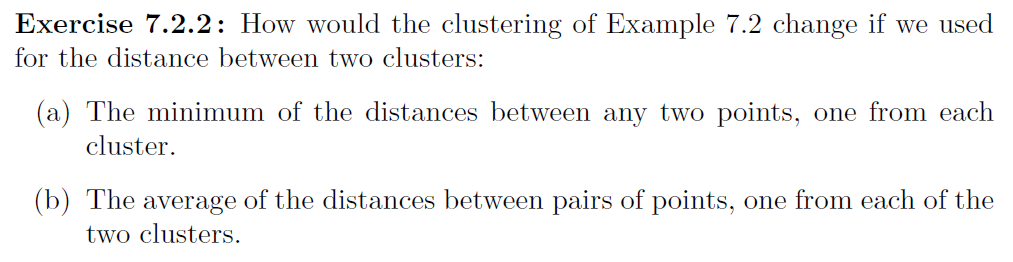 Exercise 7.2.2: How would the clustering of Example 7.2 change if we used
for the distance between two clusters:
(a) The minimum of the distances between any two points, one from each
cluster.
(b) The average of the distances between pairs of points, one from each of the
two clusters.